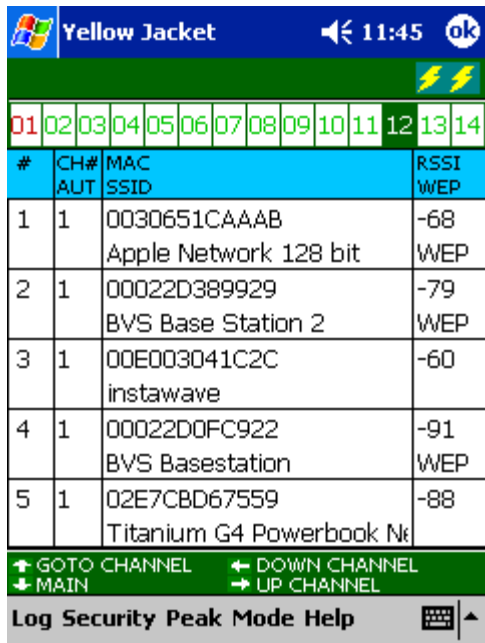 Yellow Jacket 11:45 ok
01 02 03 04 05 06 07 08 09 10 11 12 13 14
# CH# MAC RSSI
AUT SSID WEP
1 1 0030651CAAAB -68
Apple Network 128 bit WEP
2 1 00022D389929 -79
BVS Base Station 2 WEP
3 1 00E003041C2C -60
instawave
4 1 00022D0FC922 -91
BVS Basestation WEP
5 1 02E7CBD67559 -88
Titanium G4 Powerbook Ne
GOTO CHANNEL DOWN CHANNEL
MAIN UP CHANNEL
Log Security Peak Mode Help